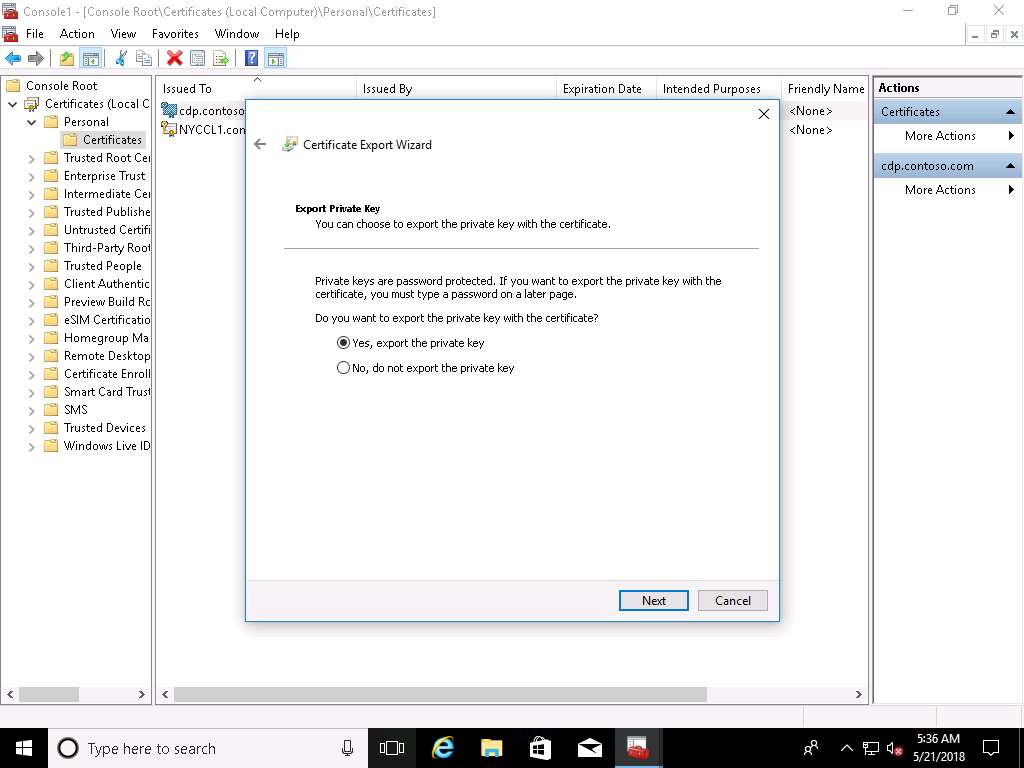 Console1 - [Console Root\Certificates (Local Computer)\Personal\Certificates]
File Action View Favorites Window Help
Console Root
Certificates (Local C
Personal
Certificates
Trusted Root Cer
Enterprise Trust
Intermediate Cer
Trusted Publishe
Untrusted Certifi
Third-Party Root
Trusted People
Client Authentic
Preview Build Ro
eSIM Certificatio
Homegroup Ma
Remote Desktop
Certificate Enroll
Smart Card Trust
SMS
Trusted Devices
Windows Live ID
Issued To Issued By Expiration Date Intended Purposes Friendly Name
cdp.contoso <None>
NYCCL1.con <None>
Certificate Export Wizard
Export Private Key
You can choose to export the private key with the certificate.
Private keys are password protected. If you want to export the private key with the
certificate, you must type a password on a later page.
Do you want to export the private key with the certificate?
Yes, export the private key
No, do not export the private key
Next Cancel
Actions
Certificates
More Actions
cdp.contoso.com
More Actions
Type here to search
5:36 AM
5/21/2018